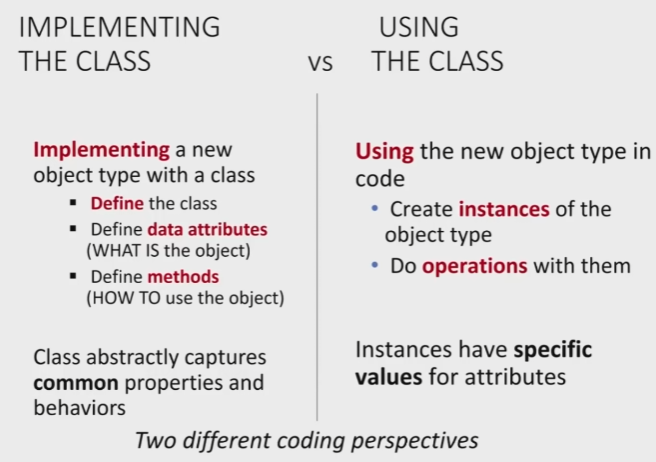 IMPLEMENTING
THE CLASS
vs
USING
THE CLASS
Implementing a new
object type with a class
▪ Define the class
▪ Define data attributes
(WHAT IS the object)
▪ Define methods
(HOW TO use the object)
Class abstractly captures
common properties and
behaviors
Using the new object type in
code
• Create instances of the
object type
• Do operations with them
Instances have specific
values for attributes
Two different coding perspectives